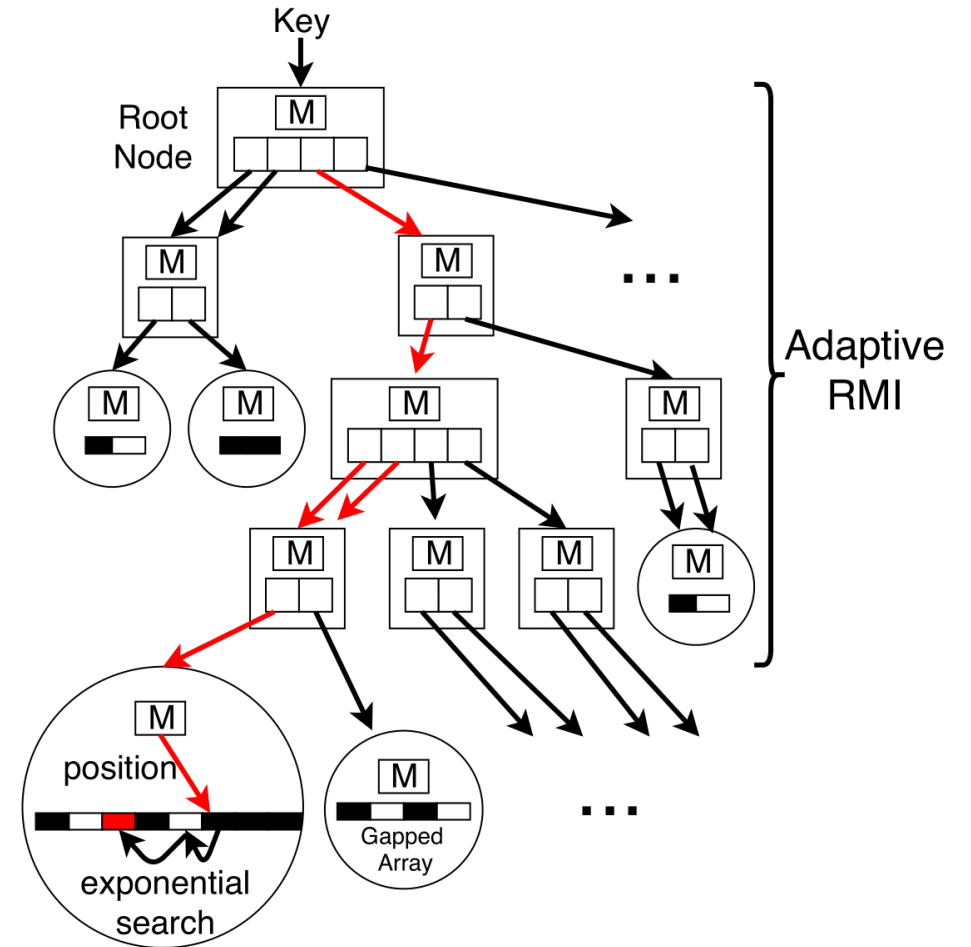 Key
Root
Node
M
M
M
...
Adaptive
RMI
M
M
M
M
M
M
M
M
M
position
M
Gapped
Array
...
exponential
search